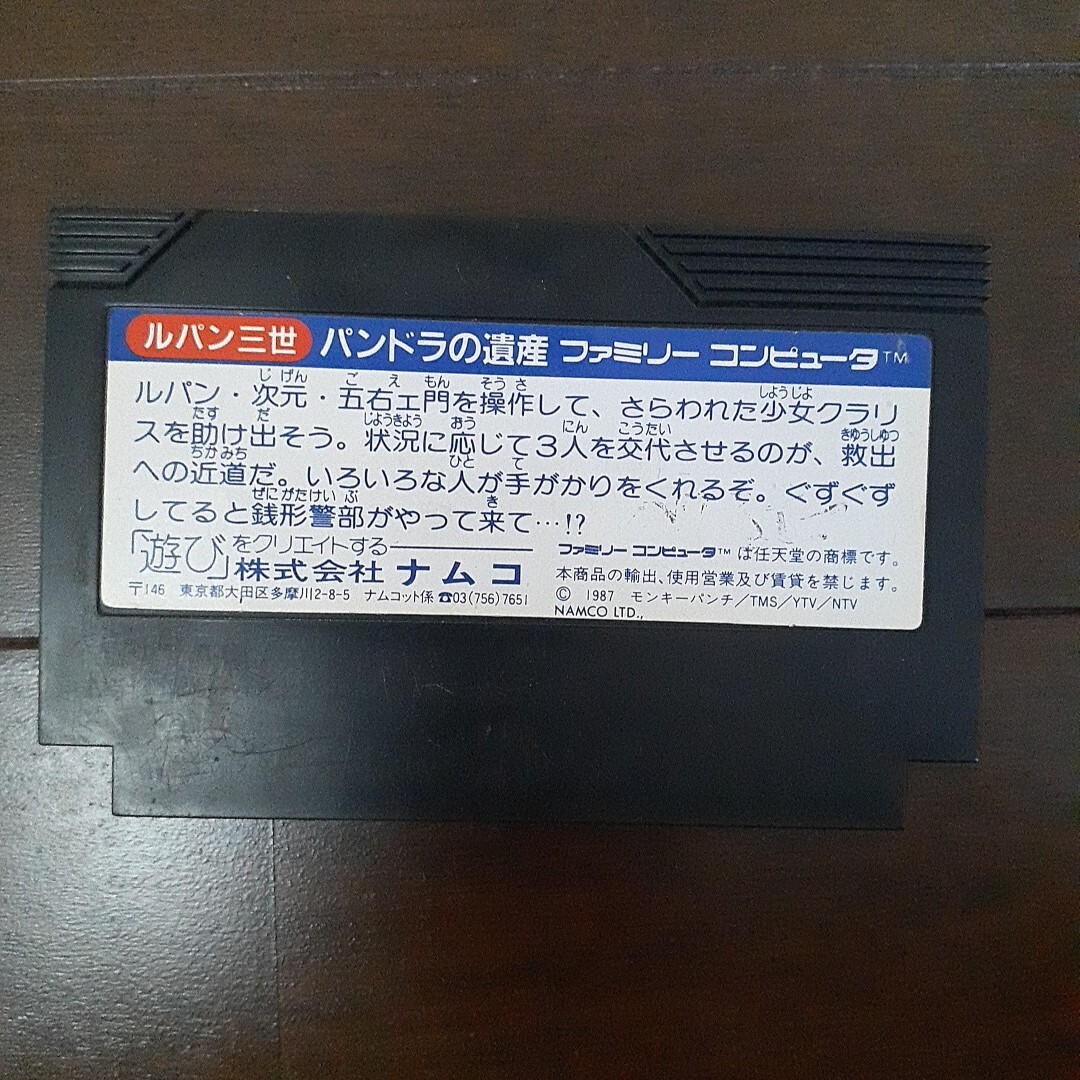 ルパン三世 パンドラの遺産 ファミリー コンピュータ™
ルパン・次元・五右エ門を操作して、さらわれた少女クラリ
スを助け出そう。状況に応じて3人を交代させるのが、救出
への近道だ。いろいろな人が手がかりをくれるぞ。ぐずぐず
してると銭形警部がやって来て…!?
「遊び」をクリエイトする
株式会社 ナムコ
〒146 東京都大田区多摩川2-8-5 ナムコット係 ☎03(756)7651
ファミリー コンピュータ™ は任天堂の商標です。
本商品の輸出、使用営業及び賃貸を禁じます。
© 1987 モンキーパンチ/TMS/YTV/NTV
NAMCO LTD.,